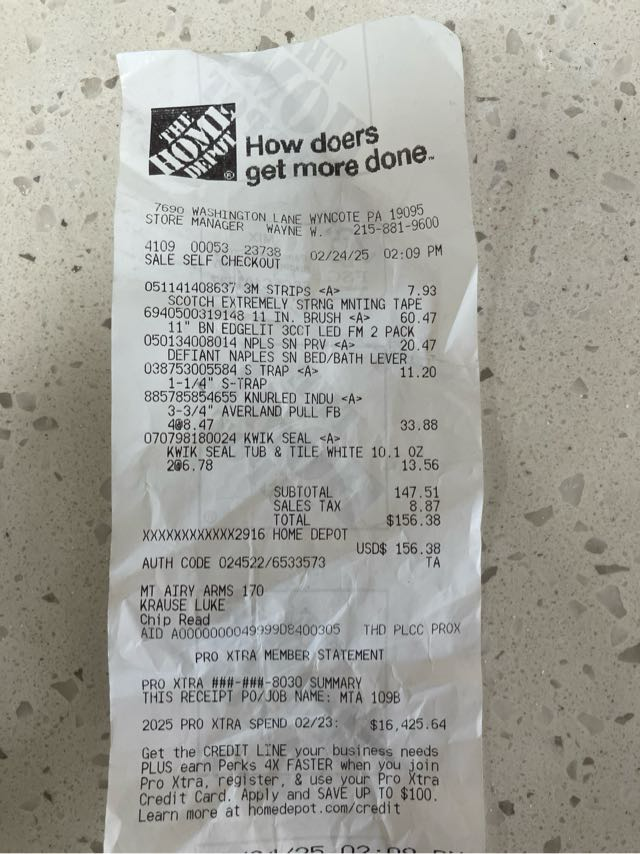 THE
HOME
DEPOT
®
How doers
get more done™
7690 WASHINGTON LANE WYNCOTE PA 19095
STORE MANAGER WAYNE W. 215-881-9600
4109 00053 23738 02/24/25 02:09 PM
SALE SELF CHECKOUT
051141408637 3M STRIPS <A> 7.93
SCOTCH EXTREMELY STRNG MNTING TAPE
6940500319148 11 IN. BRUSH <A> 60.47
11" BN EDGELIT 3CCT LED FM 2 PACK
050134008014 NPLS SN PRV <A> 20.47
DEFIANT NAPLES SN BED/BATH LEVER
038753005584 S TRAP <A> 11.20
1-1/4" S-TRAP
885785854655 KNURLED INDU <A>
3-3/4" AVERLAND PULL FB
4@8.47 33.88
070798180024 KWIK SEAL <A>
KWIK SEAL TUB & TILE WHITE 10.1 OZ
2@6.78 13.56
SUBTOTAL 147.51
SALES TAX 8.87
TOTAL $156.38
XXXXXXXXXXXX2916 HOME DEPOT
USD$ 156.38
AUTH CODE 024522/6533573 TA
MT AIRY ARMS 170
KRAUSE LUKE
Chip Read
AID A0000000049999D8400305 THD PLCC PROX
PRO XTRA MEMBER STATEMENT
PRO XTRA ###-###-8030 SUMMARY
THIS RECEIPT PO/JOB NAME: MTA 109B
2025 PRO XTRA SPEND 02/23: $16,425.64
Get the CREDIT LINE your business needs
PLUS earn Perks 4X FASTER when you join
Pro Xtra, register, & use your Pro Xtra
Credit Card. Apply and SAVE UP TO $100.
Learn more at homedepot.com/credit